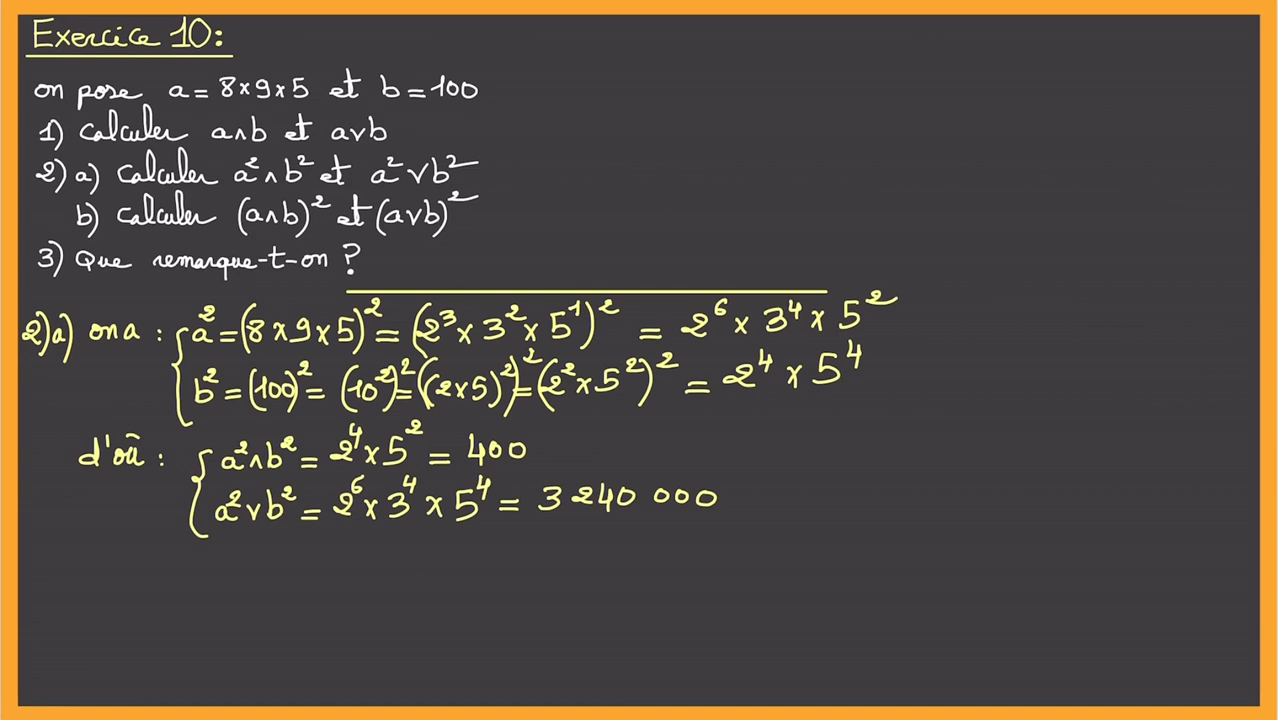 Exercice 10:
on pose a = 8×9×5 et b = 100
1) Calculer a∧b et a∨b
2) a) Calculer a²∧b² et a²∨b²
b) Calculer (a∧b)² et (a∨b)²
3) Que remarque-t-on ?
2)a) on a : { a² = (8×9×5)² = (2³×3²×5¹)² = 2⁶×3⁴×5²
b² = (100)² = (10²)² = ((2×5)²)² = (2²×5²)² = 2⁴×5⁴
d'où : { a²∧b² = 2⁴×5² = 400
a²∨b² = 2⁶×3⁴×5⁴ = 3 240 000